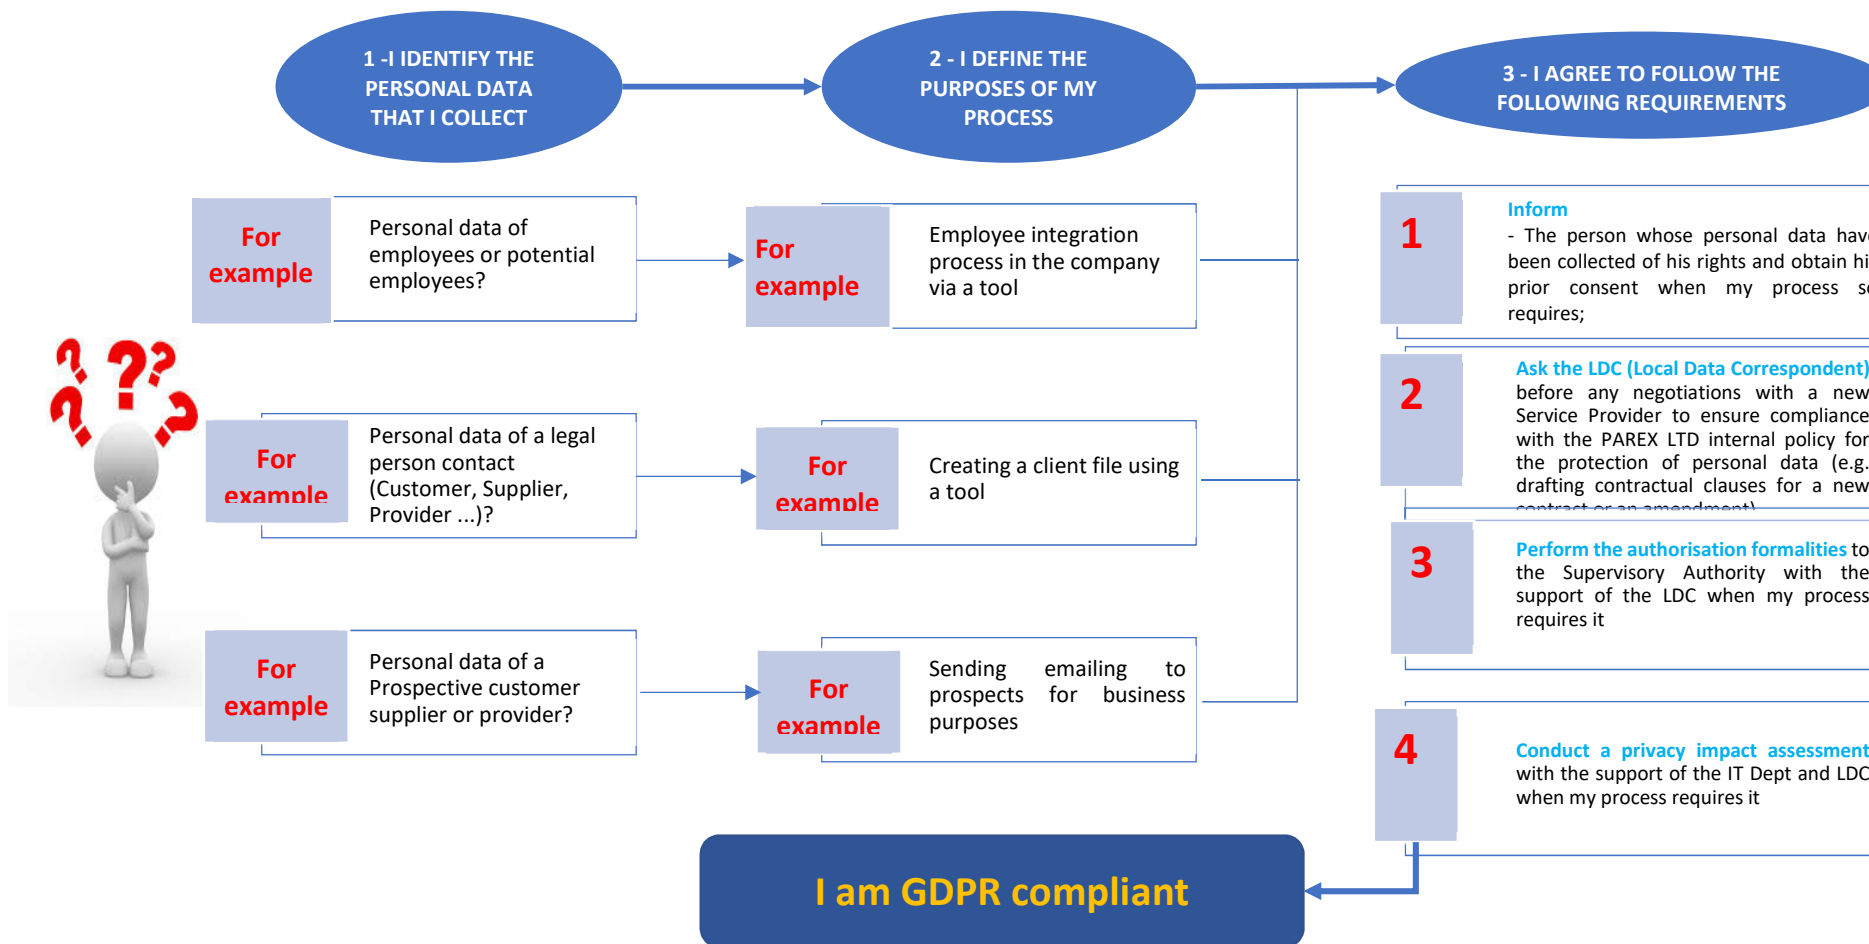 1 -I IDENTIFY THE
PERSONAL DATA
THAT I COLLECT
2 - I DEFINE THE
PURPOSES OF MY
PROCESS
3 - I AGREE TO FOLLOW THE
FOLLOWING REQUIREMENTS
For
example
Personal data of
employees or potential
employees?
For
example
Employee integration
process in the company
via a tool
1
Inform
- The person whose personal data have
been collected of his rights and obtain hi
prior consent when my process so
requires;
For
example
Personal data of a legal
person contact
(Customer, Supplier,
Provider ...)?
For
example
Creating a client file using
a tool
2
Ask the LDC (Local Data Correspondent)
before any negotiations with a new
Service Provider to ensure compliance
with the PAREX LTD internal policy for
the protection of personal data (e.g.
drafting contractual clauses for a new
contract or an amendment)
3
Perform the authorisation formalities to
the Supervisory Authority with the
support of the LDC when my process
requires it
For
example
Personal data of a
Prospective customer
supplier or provider?
For
example
Sending emailing to
prospects for business
purposes
4
Conduct a privacy impact assessment
with the support of the IT Dept and LDC
when my process requires it
I am GDPR compliant